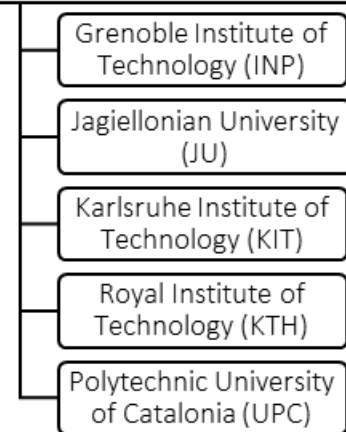 Grenoble Institute of
Technology (INP)
Jagiellonian University
(JU)
Karlsruhe Institute of
Technology (KIT)
Royal Institute of
Technology (KTH)
Polytechnic University
of Catalonia (UPC)